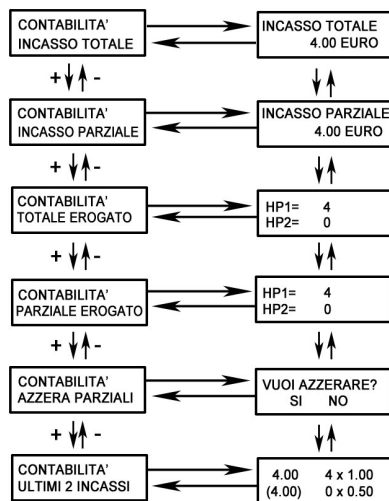 CONTABILITA'
INCASSO TOTALE
INCASSO TOTALE
4.00 EURO
+ -
CONTABILITA'
INCASSO PARZIALE
INCASSO PARZIALE
4.00 EURO
+ -
CONTABILITA'
TOTALE EROGATO
HP1= 4
HP2= 0
+ -
CONTABILITA'
PARZIALE EROGATO
HP1= 4
HP2= 0
+ -
CONTABILITA'
AZZERA PARZIALI
VUOI AZZERARE?
SI NO
+ -
CONTABILITA'
ULTIMI 2 INCASSI
4.00 4 x 1.00
(4.00) 0 x 0.50